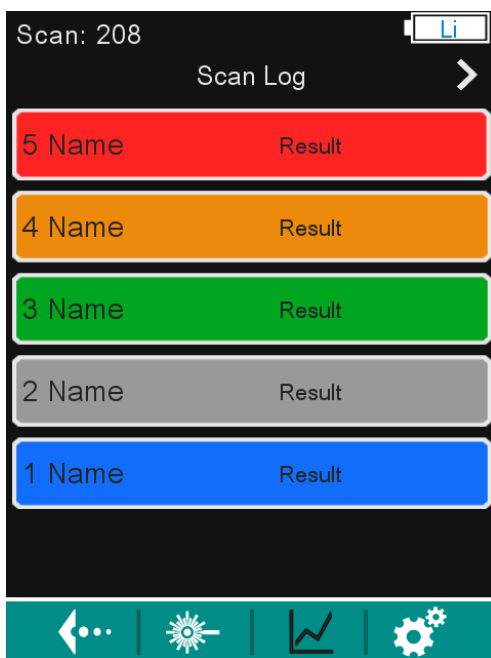 Scan: 208
Li
Scan Log
5 Name Result
4 Name Result
3 Name Result
2 Name Result
1 Name Result